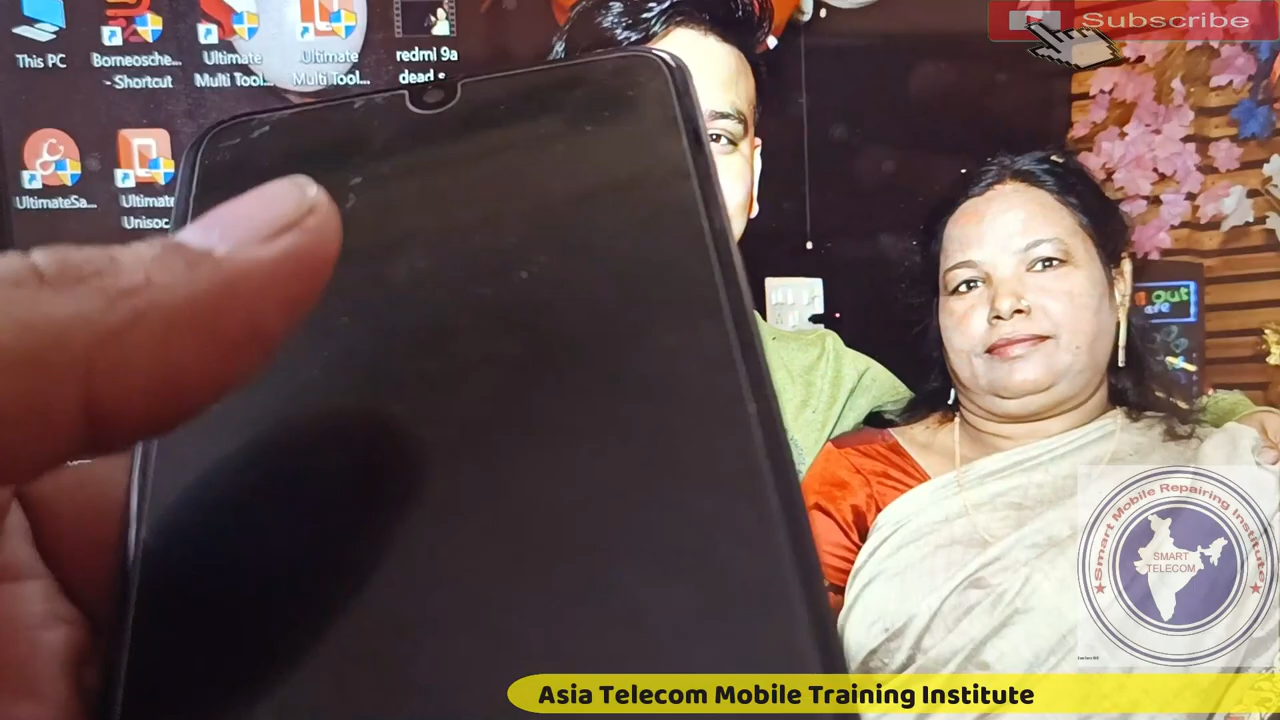 Subscribe
This PC
Borneosche...
- Shortcut
Ultimate
Multi Tool...
Ultimate
Multi Tool...
redmi 9a
dead s
UltimateSa...
Ultimate
Unisoc
out
Smart Mobile Repairing Institute
SMART
TELECOM
Asia Telecom Mobile Training Institute